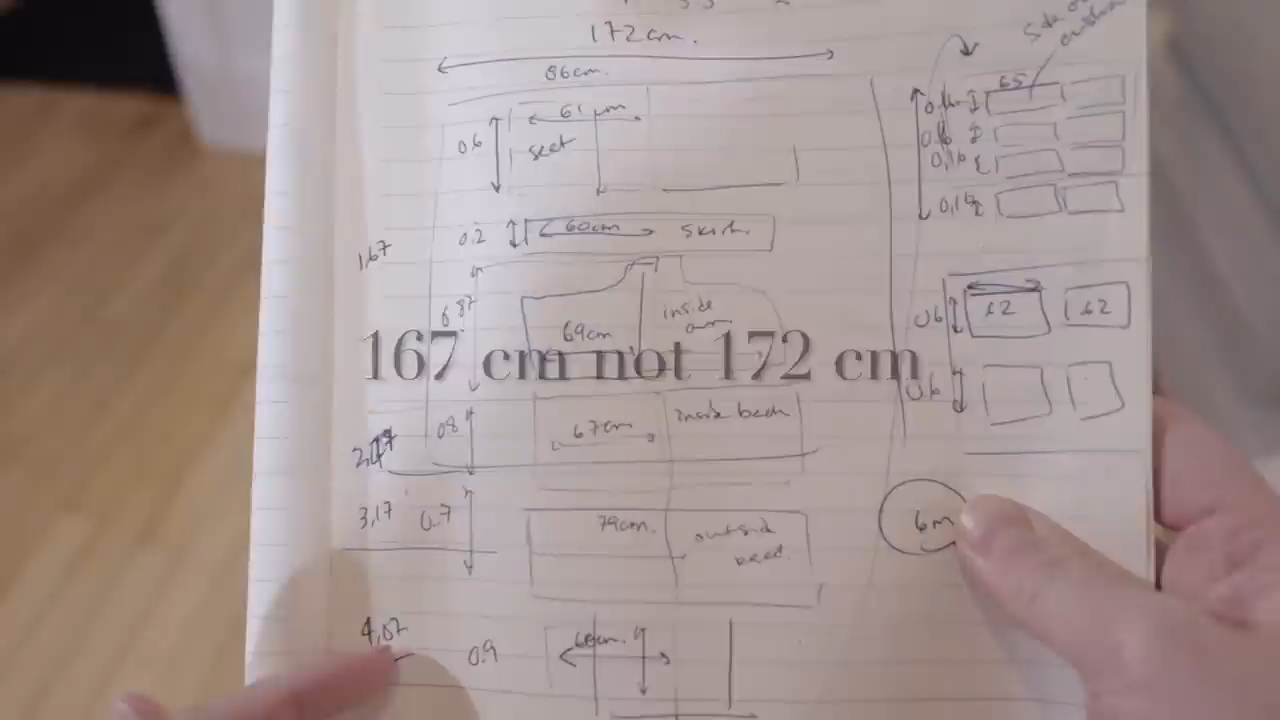 172cm.
86cm.
61cm
0.6
seat
0.2
60cm
skirt
1.67
0.87
69cm
inside
arm
167 cm not 172 cm
0.8
67cm
inside back
3,17
0.7
79cm.
outside
back.
4,07
0.9
65
0,16
0,16
0,16
0,16
62
62
0.6
0.6
6m